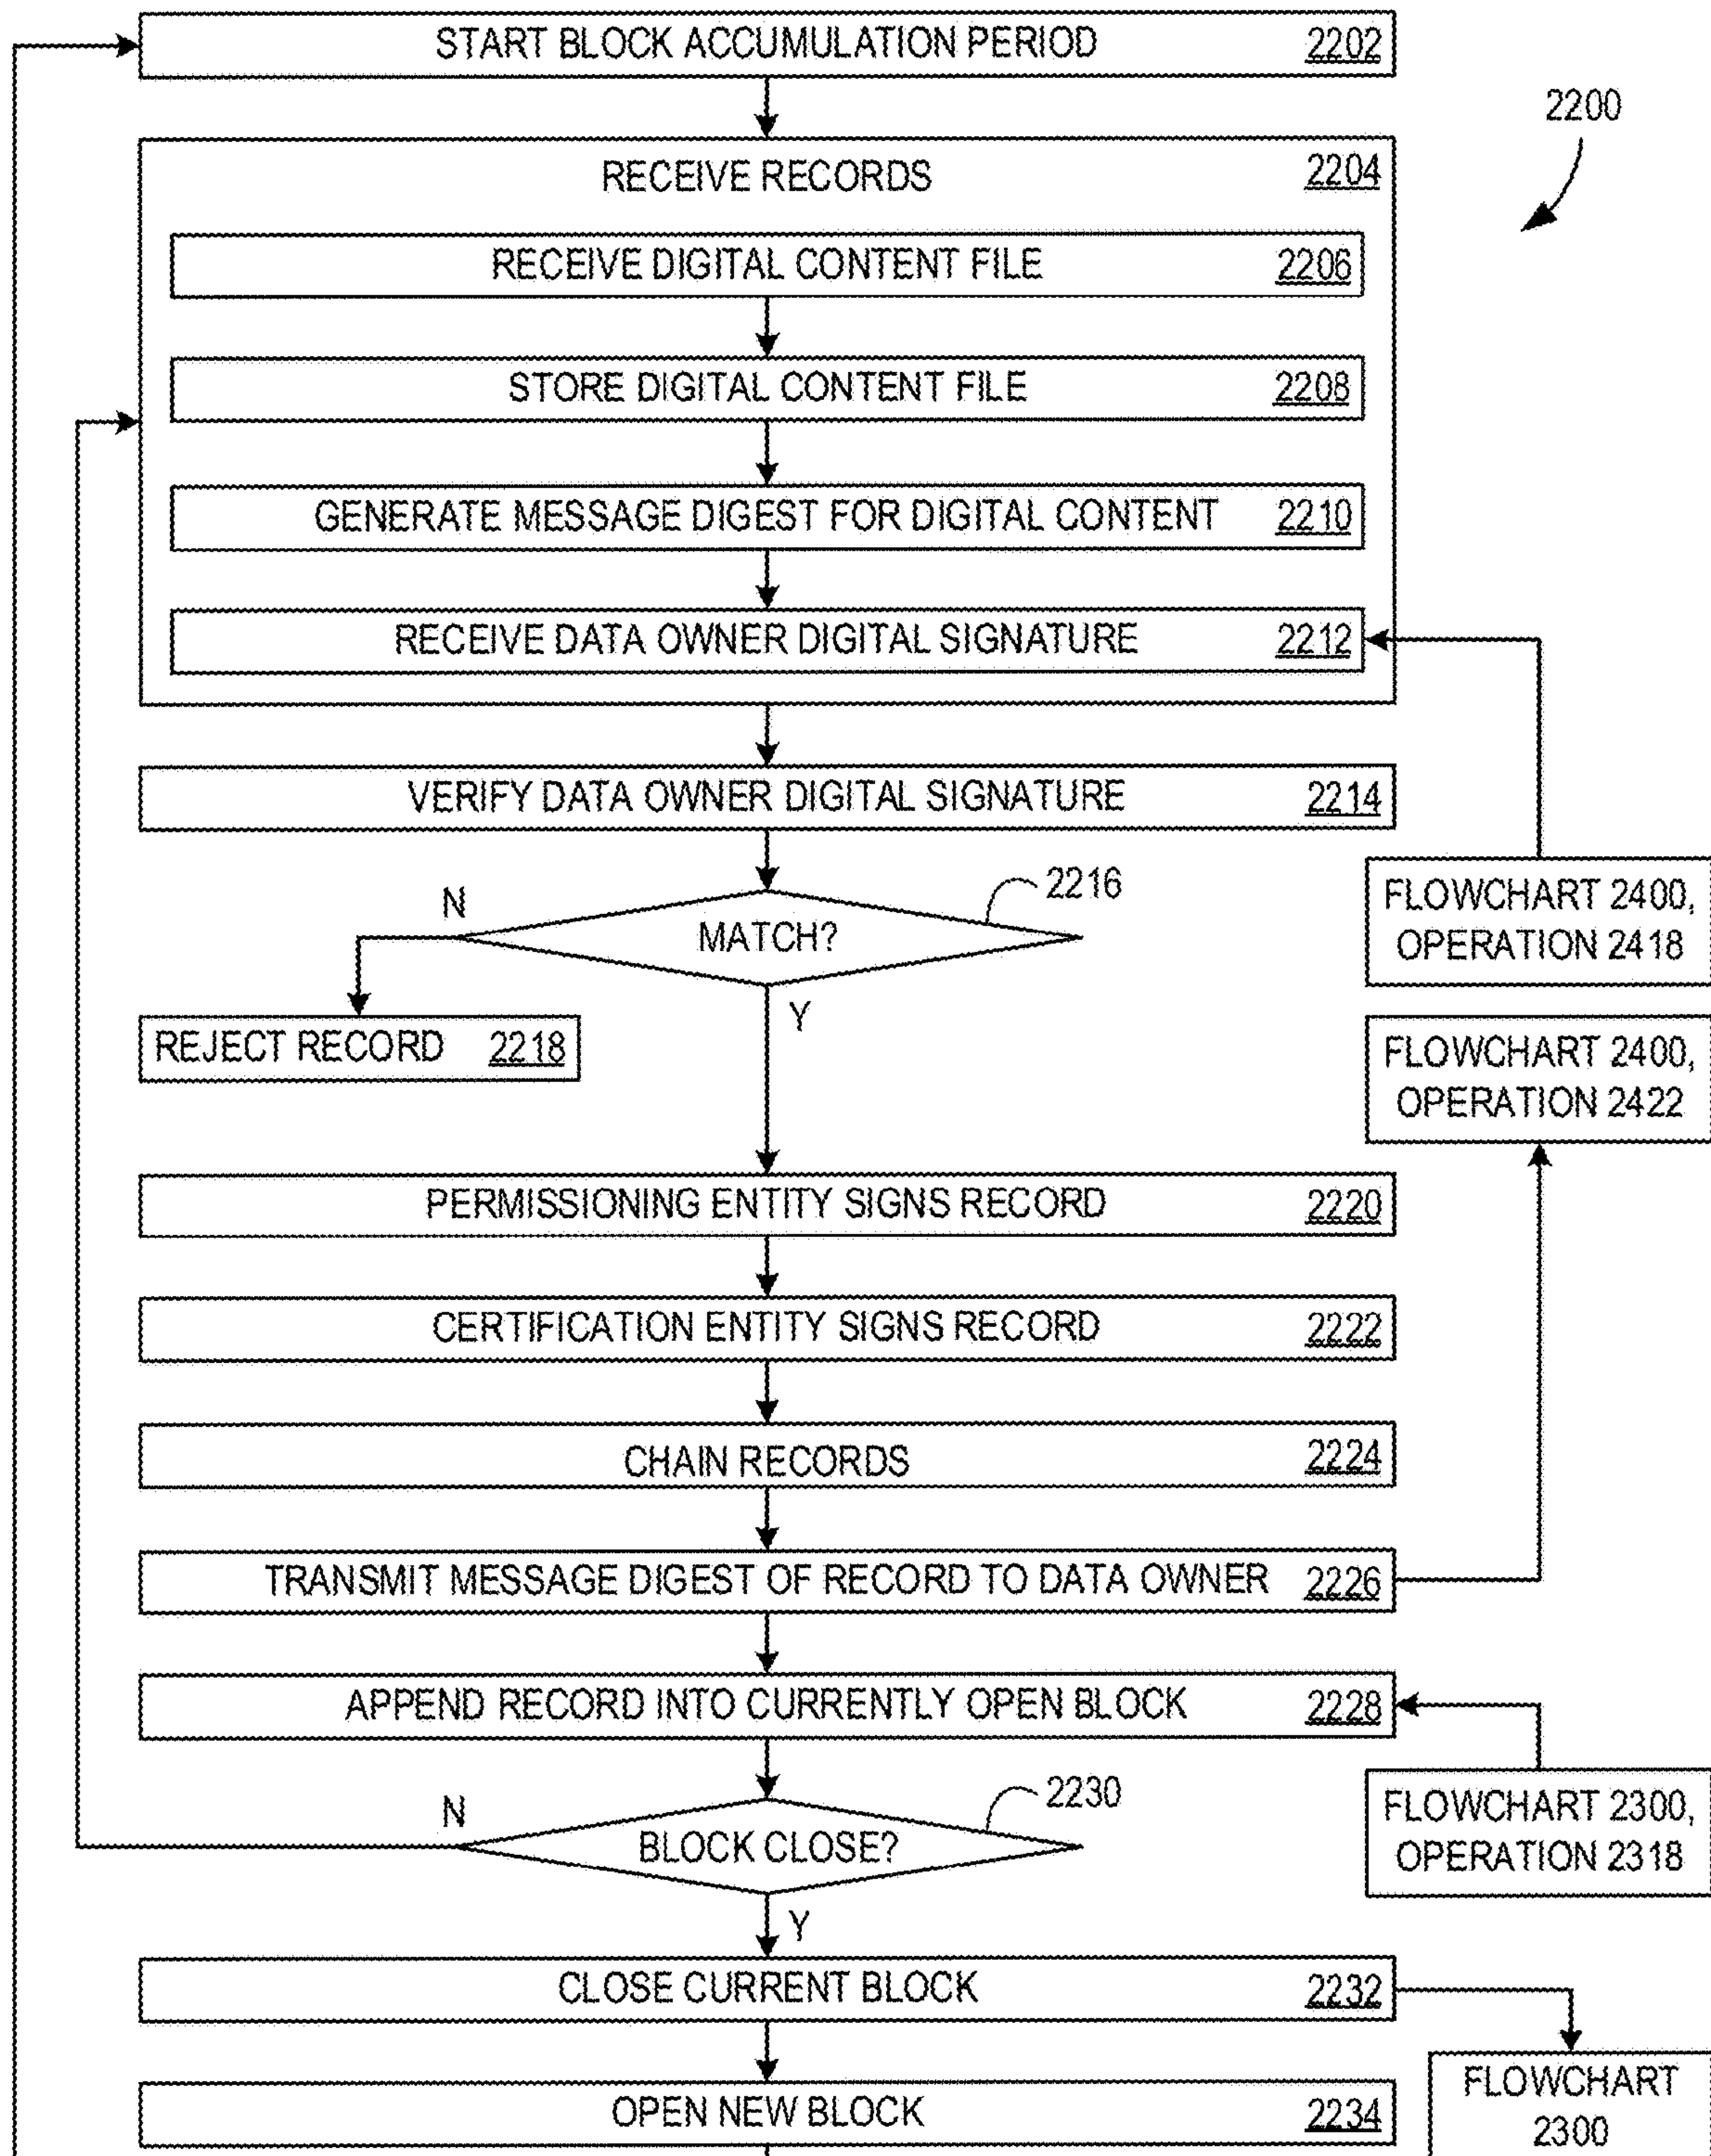 START BLOCK ACCUMULATION PERIOD 2202
2200
RECEIVE RECORDS 2204
RECEIVE DIGITAL CONTENT FILE 2206
STORE DIGITAL CONTENT FILE 2208
GENERATE MESSAGE DIGEST FOR DIGITAL CONTENT 2210
RECEIVE DATA OWNER DIGITAL SIGNATURE 2212
VERIFY DATA OWNER DIGITAL SIGNATURE 2214
FLOWCHART 2400,
OPERATION 2418
N
2216
MATCH?
Y
REJECT RECORD 2218
FLOWCHART 2400,
OPERATION 2422
PERMISSIONING ENTITY SIGNS RECORD 2220
CERTIFICATION ENTITY SIGNS RECORD 2222
CHAIN RECORDS 2224
TRANSMIT MESSAGE DIGEST OF RECORD TO DATA OWNER 2226
APPEND RECORD INTO CURRENTLY OPEN BLOCK 2228
FLOWCHART 2300,
OPERATION 2318
N
2230
BLOCK CLOSE?
Y
CLOSE CURRENT BLOCK 2232
OPEN NEW BLOCK 2234
FLOWCHART
2300